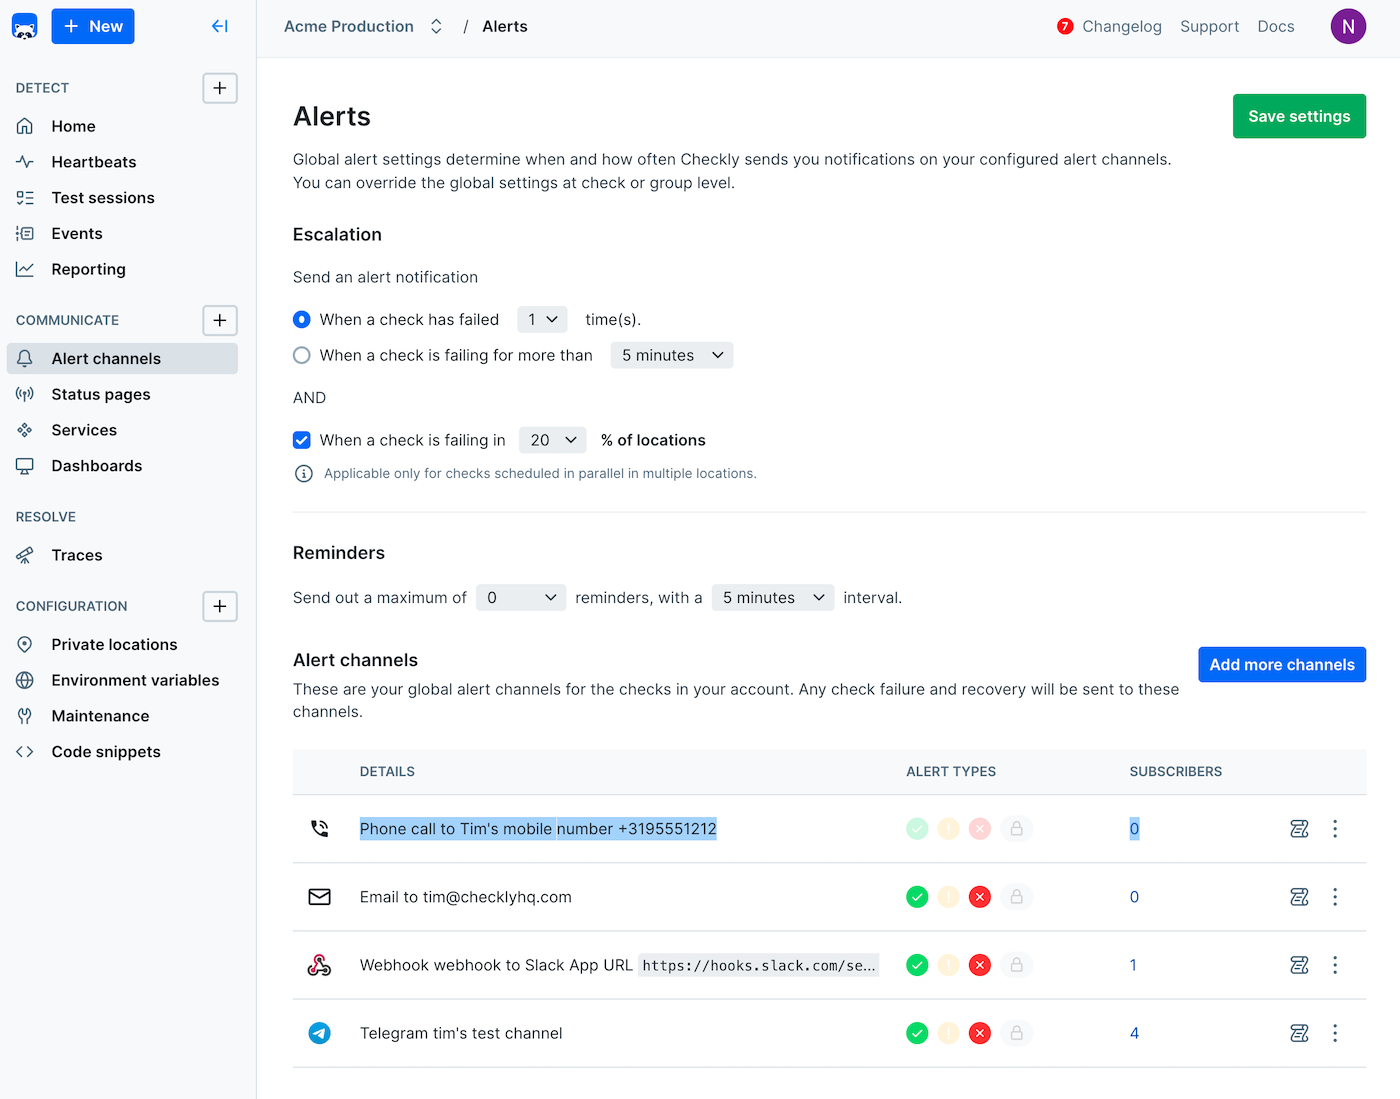 New
Acme Production / Alerts
7 Changelog Support Docs N
DETECT
Home
Heartbeats
Test sessions
Events
Reporting
COMMUNICATE
Alert channels
Status pages
Services
Dashboards
RESOLVE
Traces
CONFIGURATION
Private locations
Environment variables
Maintenance
Code snippets
Alerts
Save settings
Global alert settings determine when and how often Checkly sends you notifications on your configured alert channels.
You can override the global settings at check or group level.
Escalation
Send an alert notification
When a check has failed 1 time(s).
When a check is failing for more than 5 minutes
AND
When a check is failing in 20 % of locations
Applicable only for checks scheduled in parallel in multiple locations.
Reminders
Send out a maximum of 0 reminders, with a 5 minutes interval.
Alert channels
Add more channels
These are your global alert channels for the checks in your account. Any check failure and recovery will be sent to these
channels.
DETAILS ALERT TYPES SUBSCRIBERS
Phone call to Tim's mobile number +3195551212 0
Email to tim@checklyhq.com 0
Webhook webhook to Slack App URL https://hooks.slack.com/se... 1
Telegram tim's test channel 4